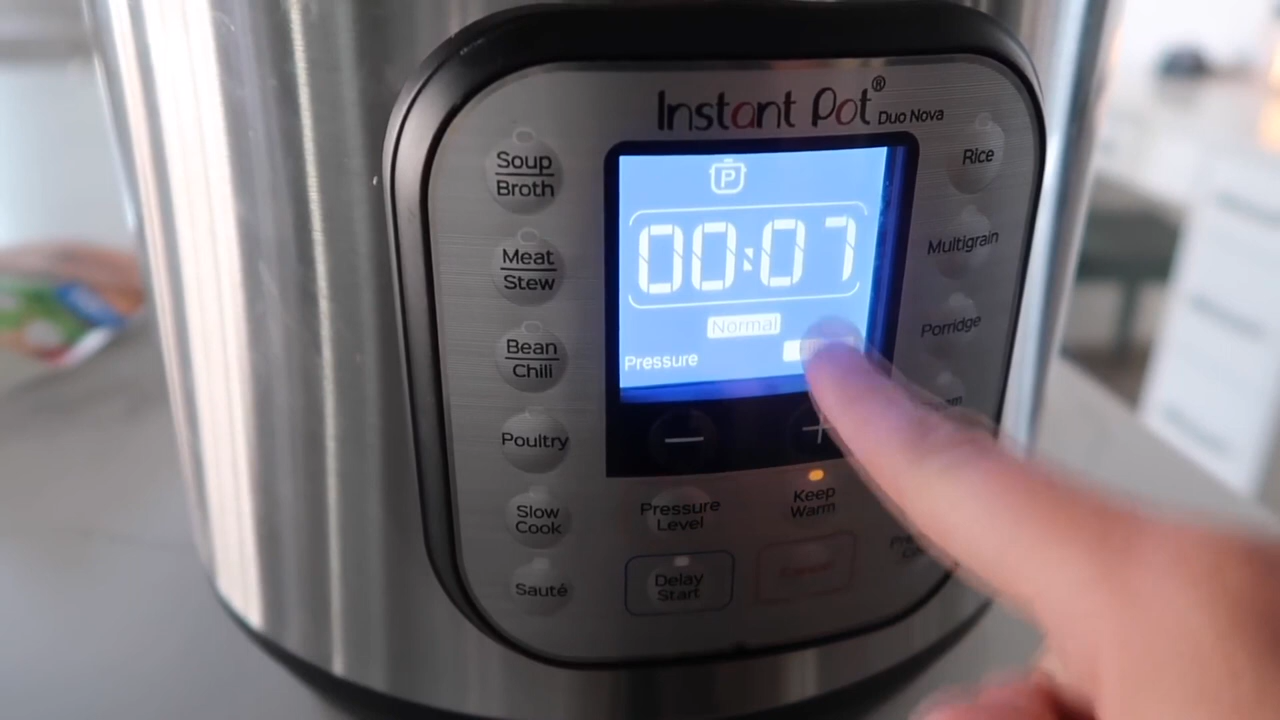 Instant Pot®
Duo Nova
Soup
Broth
Meat
Stew
Bean
Chili
Poultry
Slow
Cook
Sauté
P
00:07
Normal
Pressure
−
+
Pressure
Level
Keep
Warm
Delay
Start
Cancel
Rice
Multigrain
Porridge